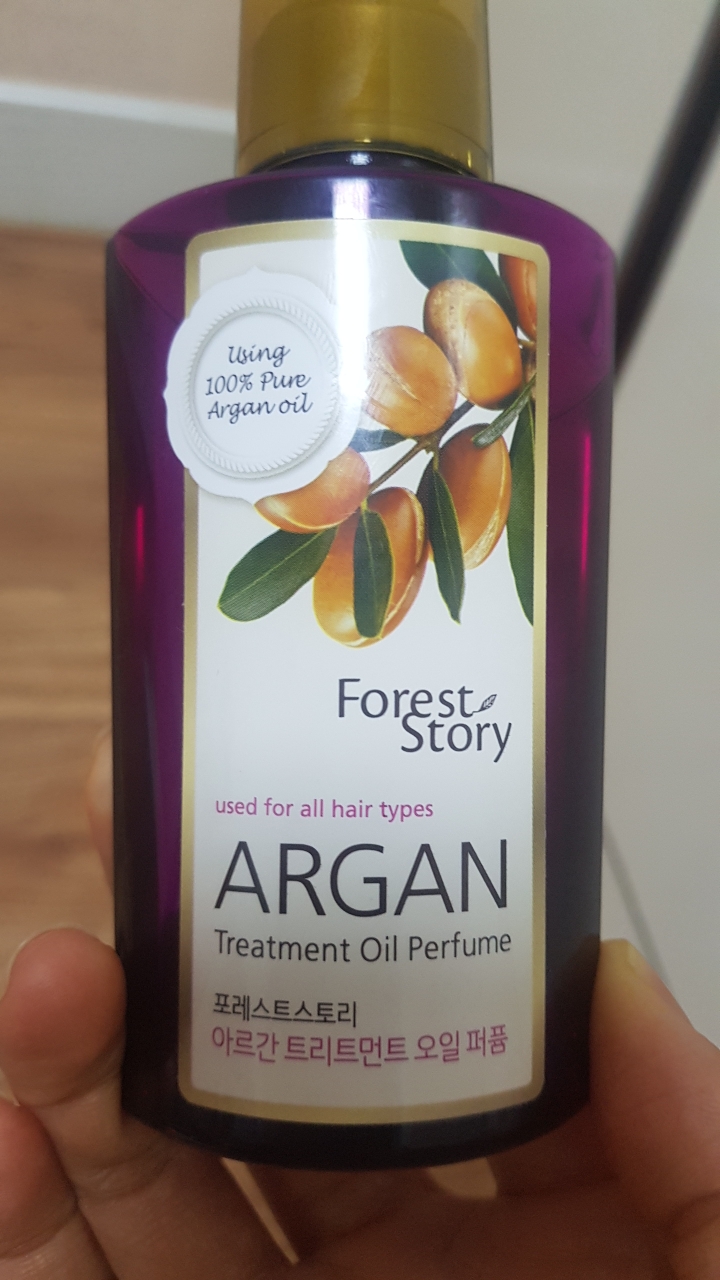 Using
100% Pure
Argan oil
Forest
Story
used for all hair types
ARGAN
Treatment Oil Perfume
포레스트스토리
아르간 트리트먼트 오일 퍼퓸